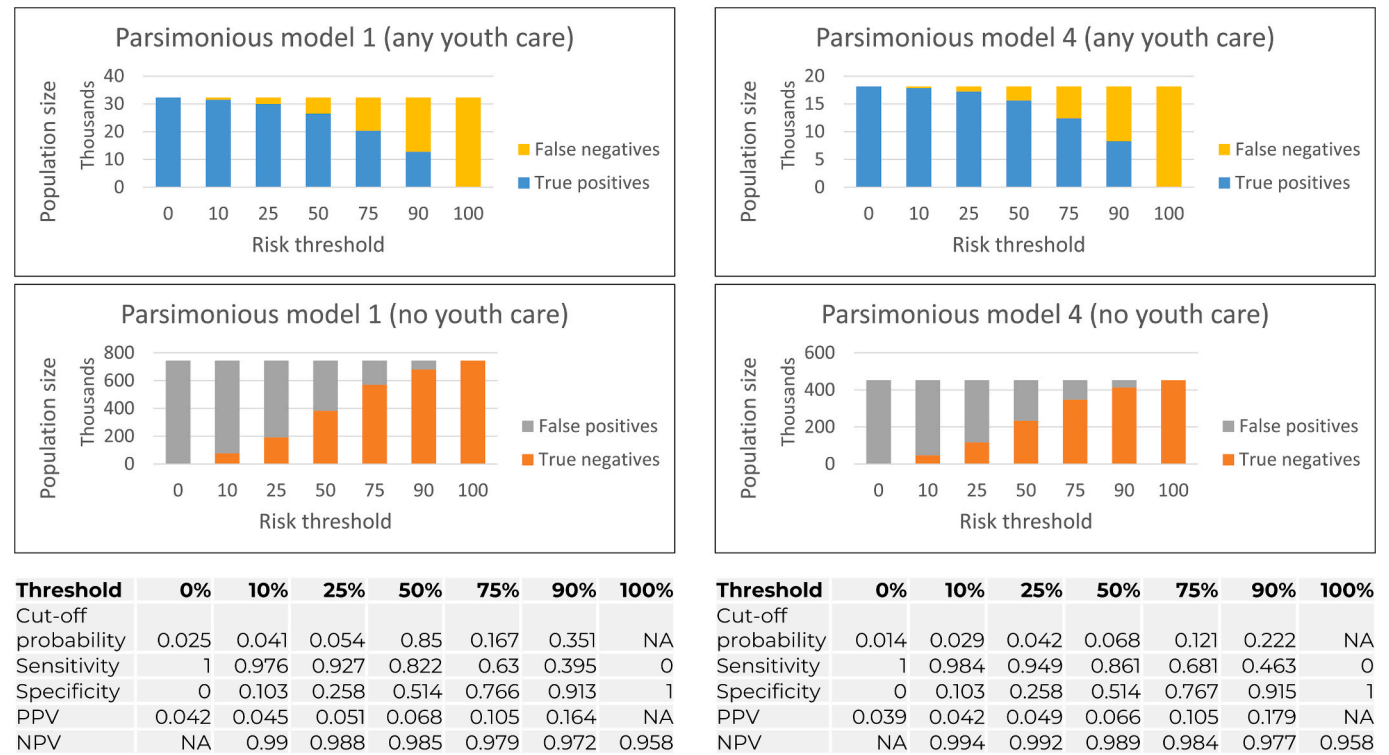 Parsimonious model 1 (any youth care)
Population size
Thousands
40
30
20
10
0
0 10 25 50 75 90 100
Risk threshold
False negatives
True positives
Parsimonious model 4 (any youth care)
Population size
Thousands
20
15
10
5
0
0 10 25 50 75 90 100
Risk threshold
False negatives
True positives
Parsimonious model 1 (no youth care)
Population size
Thousands
800
600
400
200
0
0 10 25 50 75 90 100
Risk threshold
False positives
True negatives
Parsimonious model 4 (no youth care)
Population size
Thousands
600
400
200
0
0 10 25 50 75 90 100
Risk threshold
False positives
True negatives
Threshold 0% 10% 25% 50% 75% 90% 100%
Cut-off
probability 0.025 0.041 0.054 0.85 0.167 0.351 NA
Sensitivity 1 0.976 0.927 0.822 0.63 0.395 0
Specificity 0 0.103 0.258 0.514 0.766 0.913 1
PPV 0.042 0.045 0.051 0.068 0.105 0.164 NA
NPV NA 0.99 0.988 0.985 0.979 0.972 0.958
Threshold 0% 10% 25% 50% 75% 90% 100%
Cut-off
probability 0.014 0.029 0.042 0.068 0.121 0.222 NA
Sensitivity 1 0.984 0.949 0.861 0.681 0.463 0
Specificity 0 0.103 0.258 0.514 0.767 0.915 1
PPV 0.039 0.042 0.049 0.066 0.105 0.179 NA
NPV NA 0.994 0.992 0.989 0.984 0.977 0.958